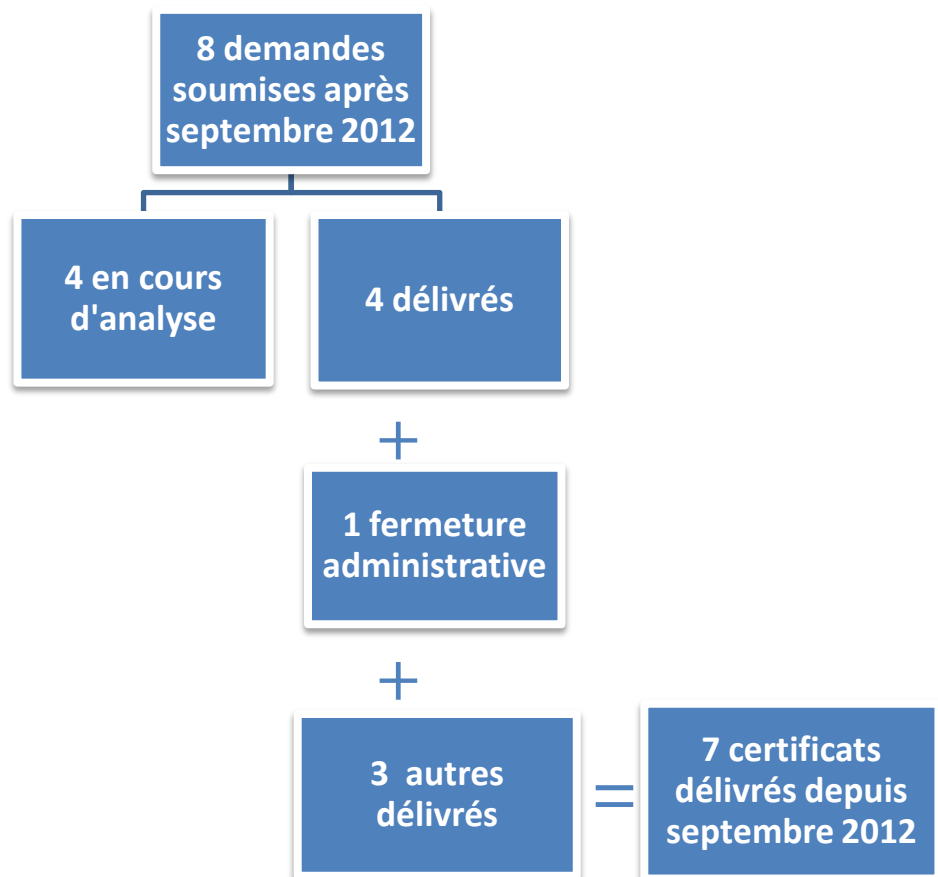 8 demandes
soumises après
septembre 2012
4 en cours
d'analyse
4 délivrés
+
1 fermeture
administrative
+
3 autres
délivrés
=
7 certificats
délivrés depuis
septembre 2012